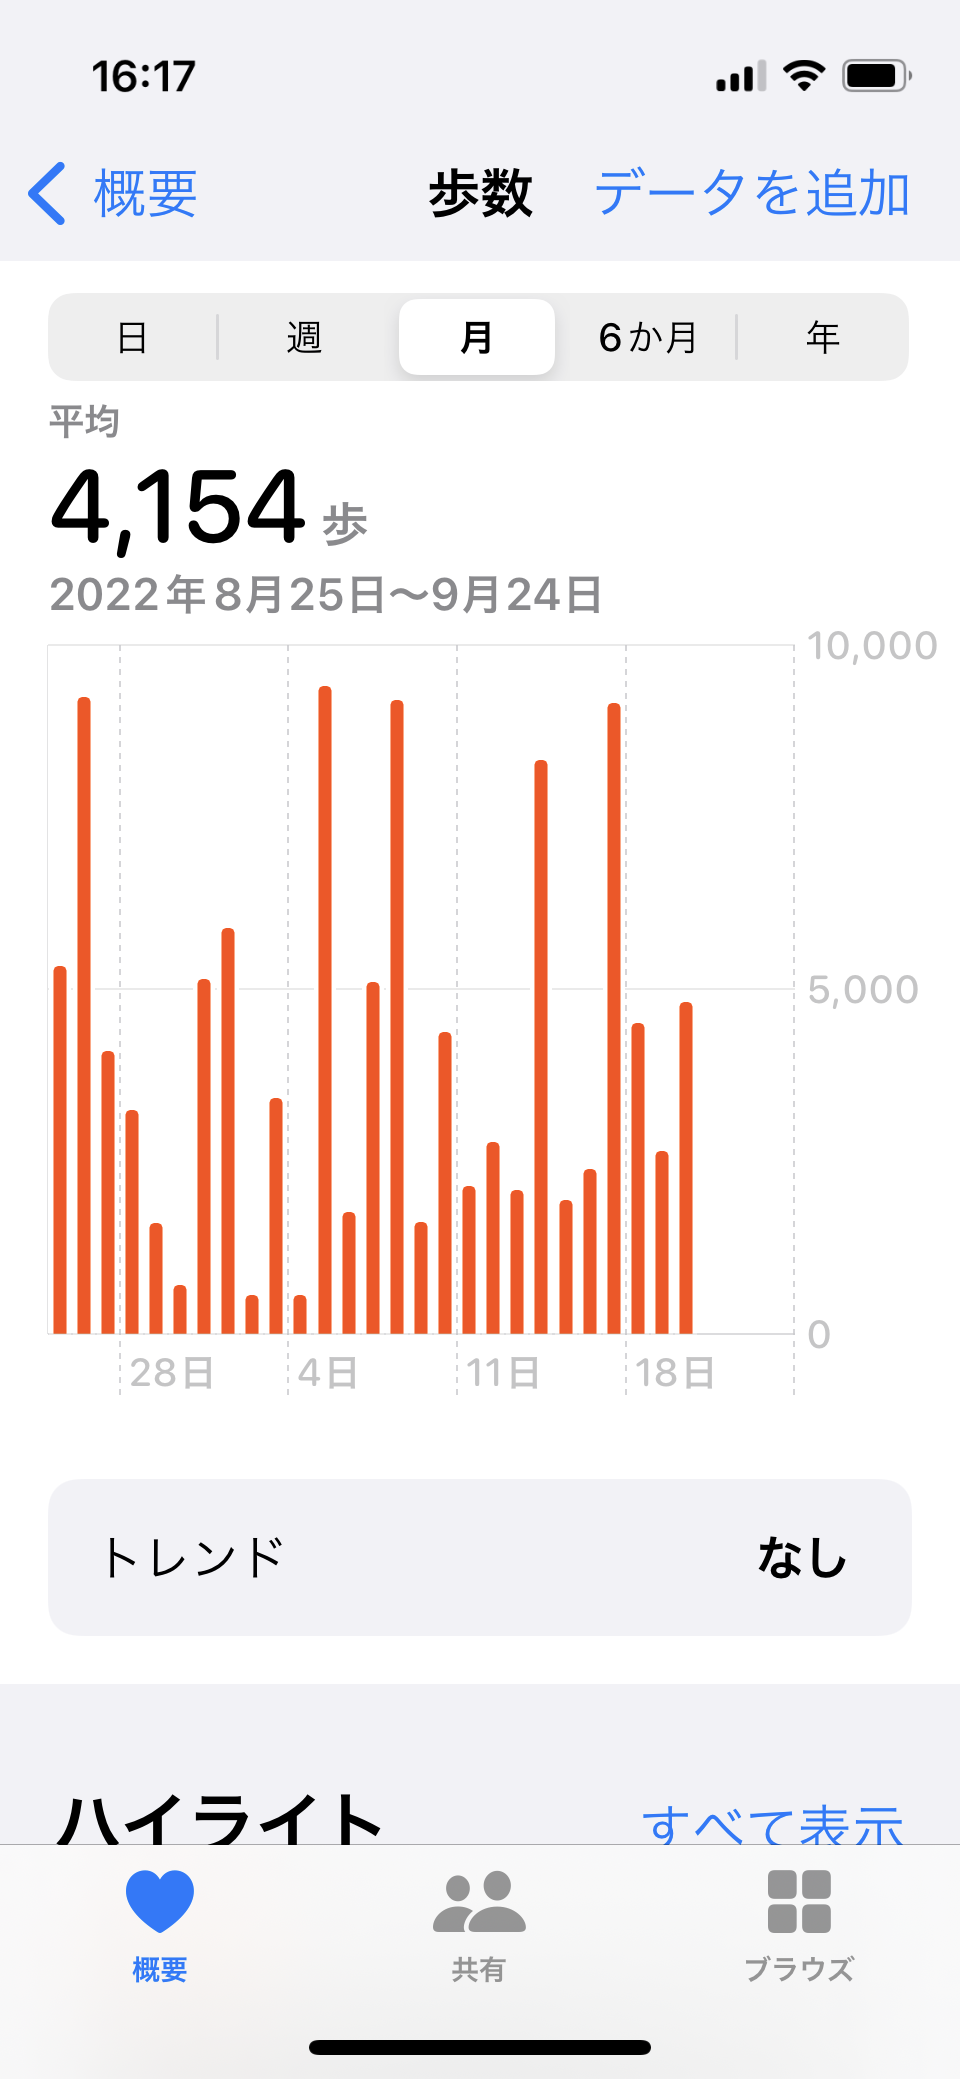 16:17
概要 歩数 データを追加
日 週 月 6か月 年
平均
4,154 歩
2022年8月25日〜9月24日
10,000
5,000
0
28日 4日 11日 18日
トレンド なし
ハイライト すべて表示
概要 共有 ブラウズ